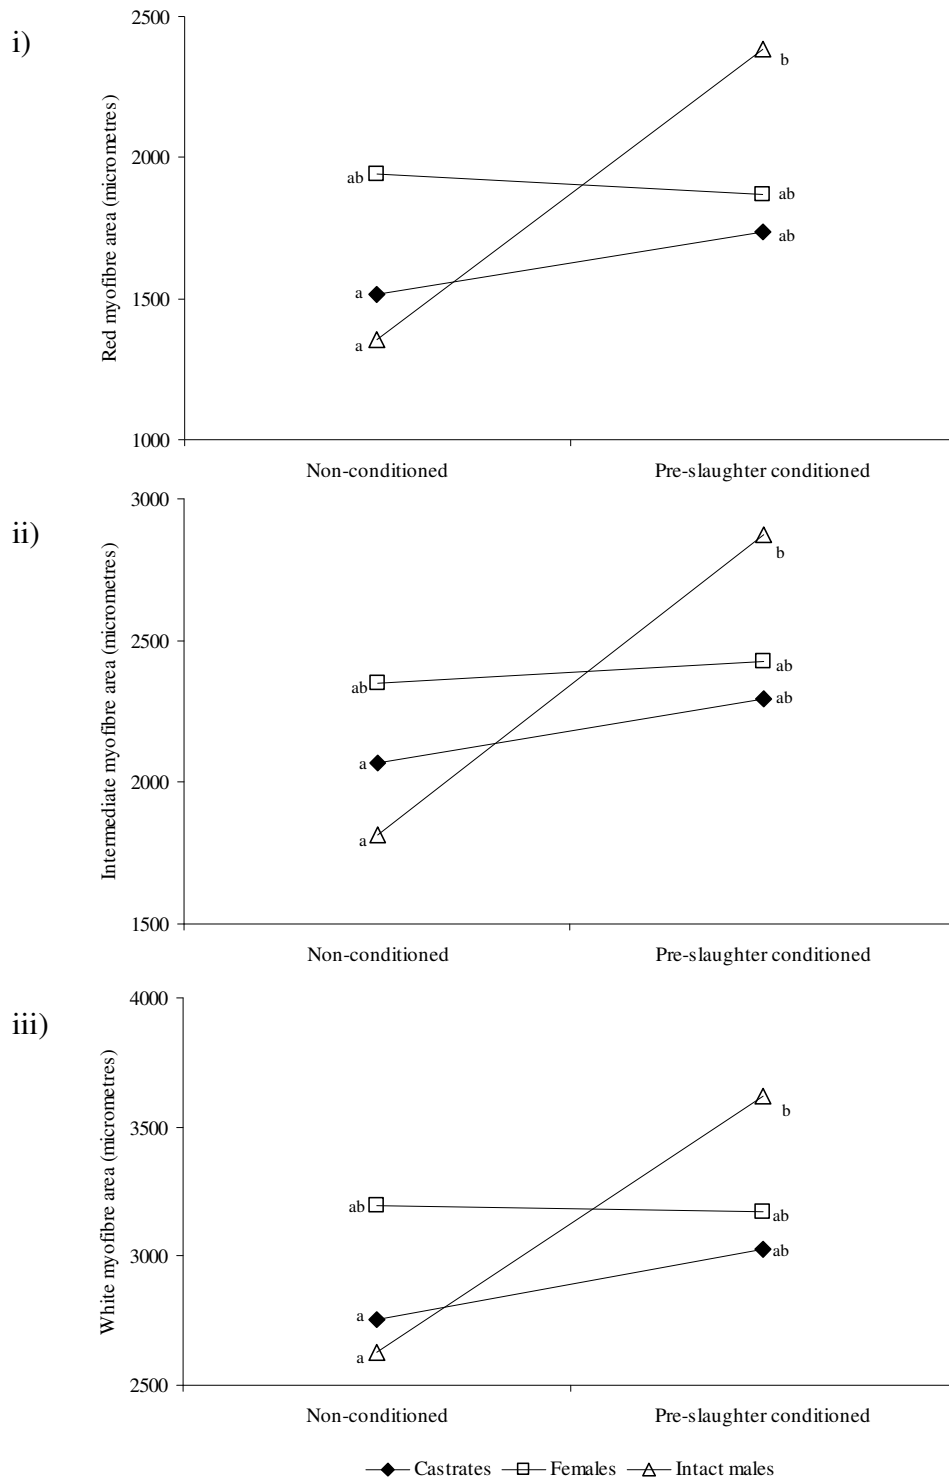 i)
Red myofibre area (micrometres)
2500
2000
1500
1000
b
ab
ab
ab
a
a
Non-conditioned Pre-slaughter conditioned
ii)
Intermediate myofibre area (micrometres)
3000
2500
2000
1500
b
ab
ab
ab
a
a
Non-conditioned Pre-slaughter conditioned
iii)
White myofibre area (micrometres)
4000
3500
3000
2500
b
ab
ab
ab
a
a
Non-conditioned Pre-slaughter conditioned
Castrates Females Intact males